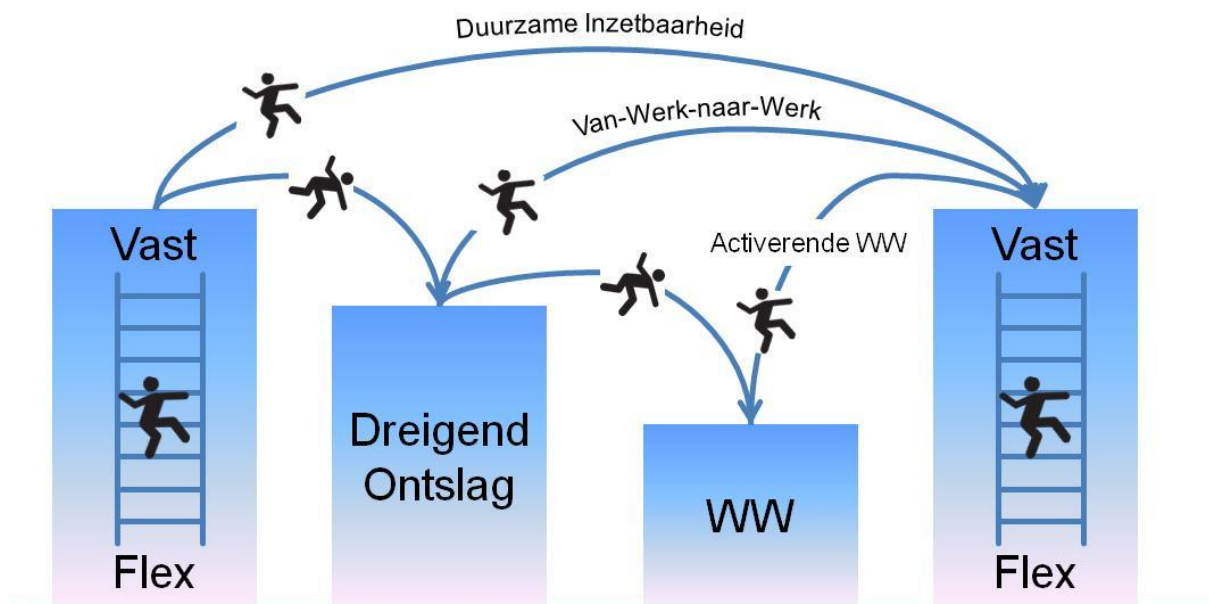 Duurzame Inzetbaarheid
Van-Werk-naar-Werk
Activerende WW
Vast
Flex
Dreigend
Ontslag
WW
Vast
Flex